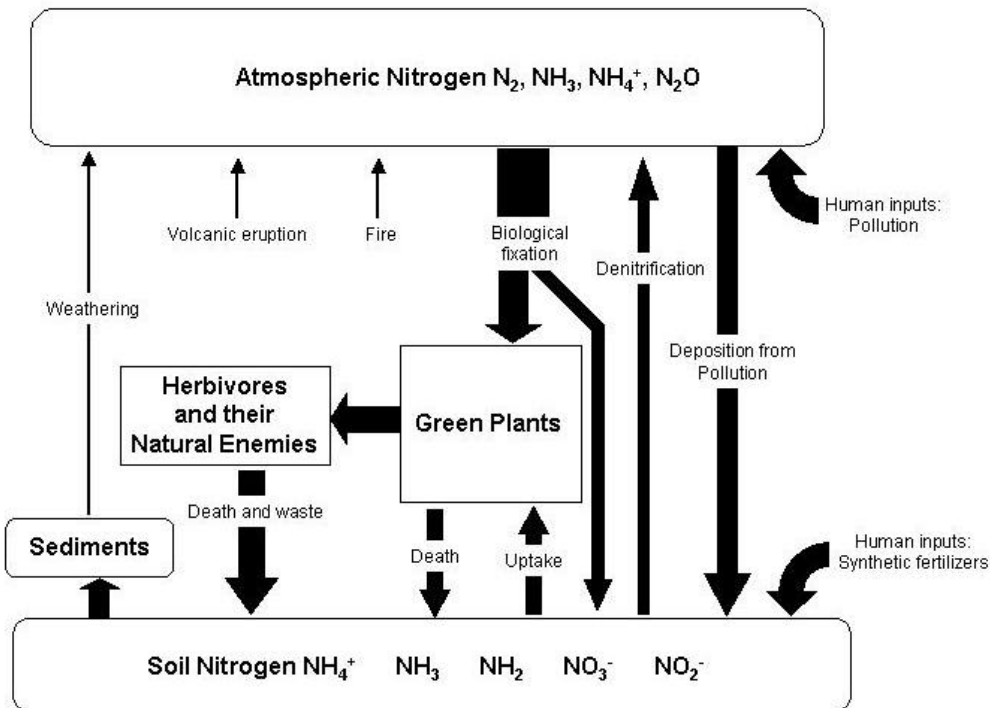 Atmospheric Nitrogen N₂, NH₃, NH₄⁺, N₂O
Volcanic eruption
Fire
Biological
fixation
Denitrification
Human inputs:
Pollution
Weathering
Deposition from
Pollution
Herbivores
and their
Natural Enemies
Green Plants
Death and waste
Sediments
Death
Uptake
Human inputs:
Synthetic fertilizers
Soil Nitrogen NH₄⁺ NH₃ NH₂ NO₃⁻ NO₂⁻